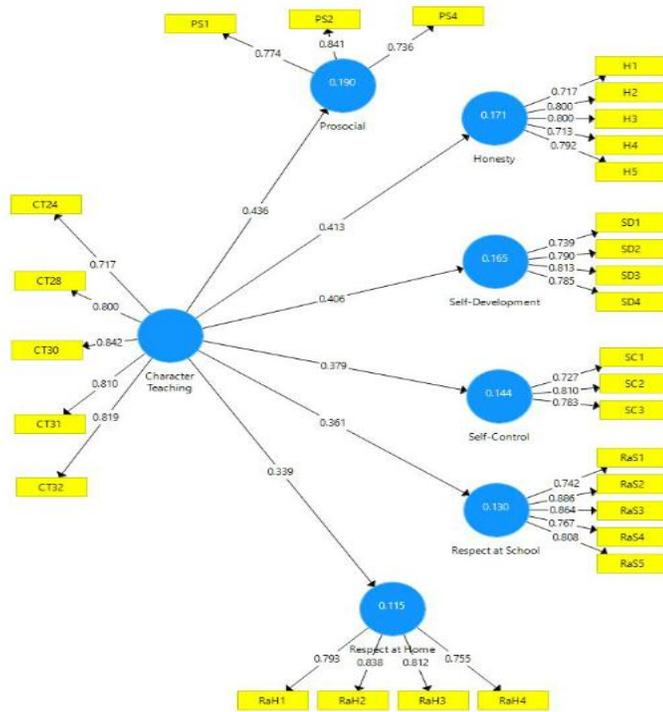 PS1
PS2
PS4
0.774
0.841
0.736
0.190
Prosocial
H1
H2
H3
H4
H5
0.717
0.800
0.800
0.713
0.792
0.171
Honesty
CT24
CT28
CT30
CT31
CT32
0.717
0.800
0.842
0.810
0.819
Character
Teaching
0.436
0.413
0.406
0.379
0.361
0.339
SD1
SD2
SD3
SD4
0.739
0.790
0.813
0.785
0.165
Self-Development
SC1
SC2
SC3
0.727
0.810
0.783
0.144
Self-Control
RaS1
RaS2
RaS3
RaS4
RaS5
0.742
0.886
0.864
0.767
0.808
0.130
Respect at School
0.115
Respect at Home
0.793
0.838
0.812
0.755
RaH1
RaH2
RaH3
RaH4